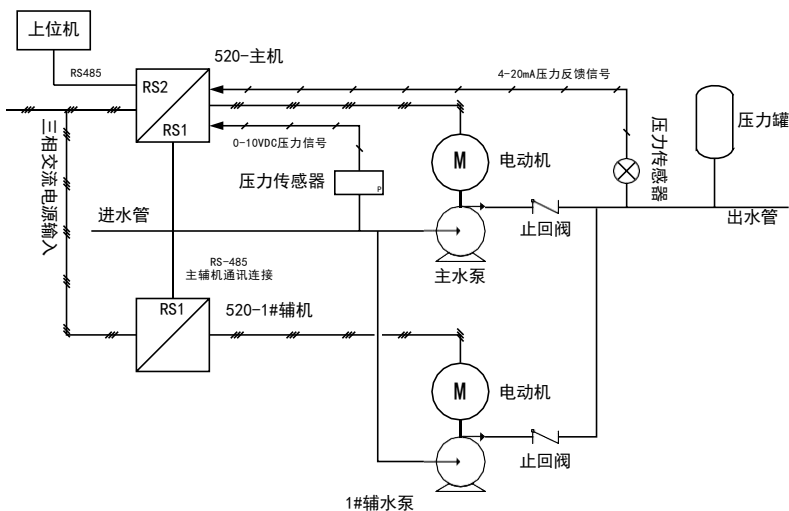 上位机
520-主机
RS485
RS2
4-20mA压力反馈信号
RS1
0-10VDC压力信号
三相交流电源输入
压力传感器
P
M
电动机
压力传感器
压力罐
进水管
止回阀
出水管
主水泵
RS-485
主辅机通讯连接
RS1
520-1#辅机
M
电动机
止回阀
1#辅水泵